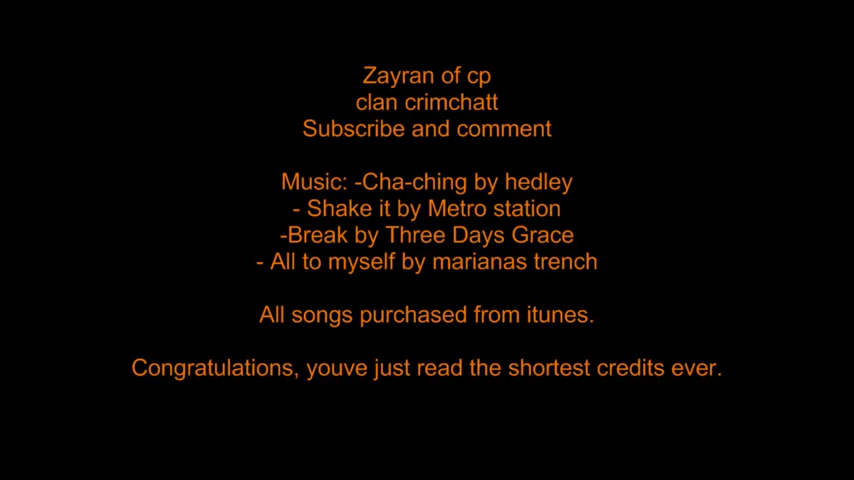 Zayran of cp
clan crimchatt
Subscribe and comment
Music: -Cha-ching by hedley
- Shake it by Metro station
-Break by Three Days Grace
- All to myself by marianas trench
All songs purchased from itunes.
Congratulations, youve just read the shortest credits ever.